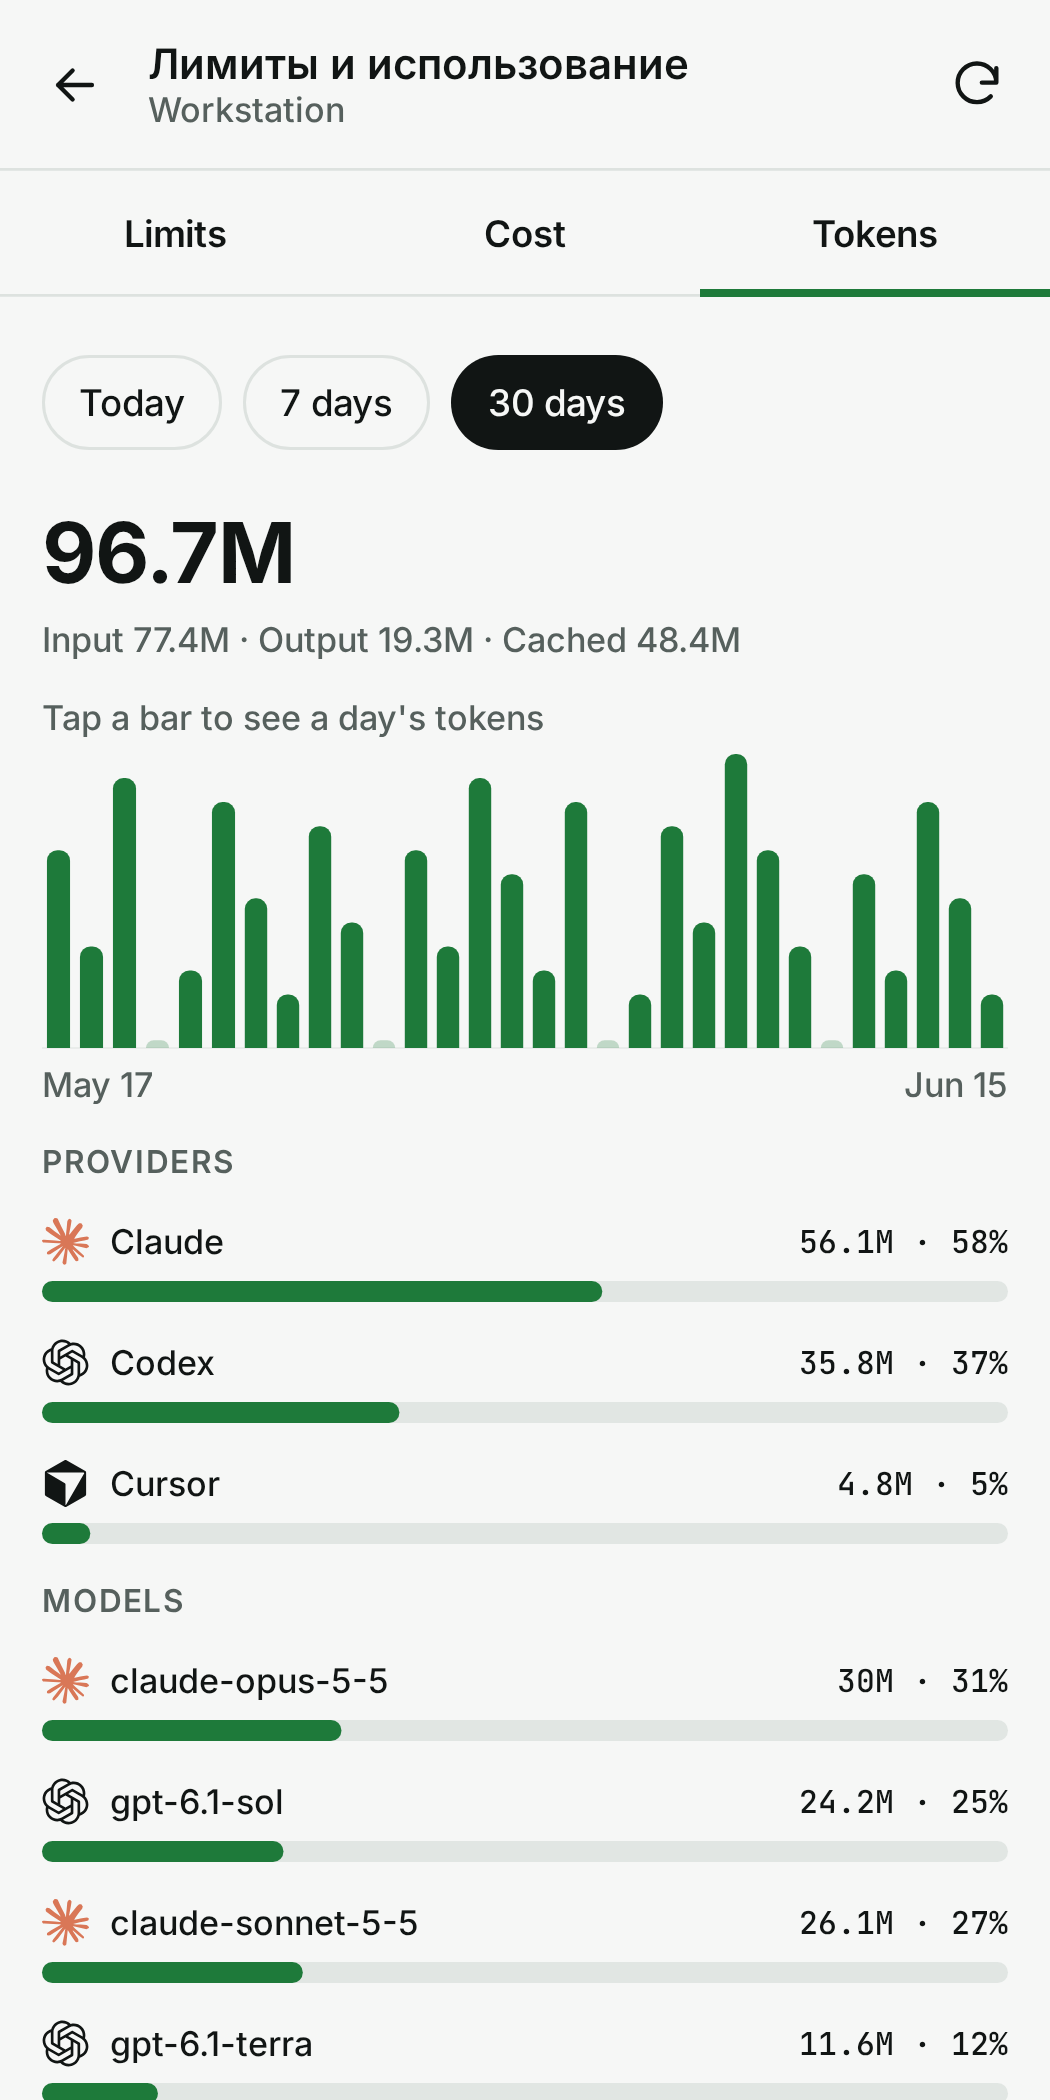 Лимиты и использование
Workstation
Limits Cost Tokens
Today 7 days 30 days
96.7M
Input 77.4M · Output 19.3M · Cached 48.4M
Tap a bar to see a day's tokens
May 17 Jun 15
PROVIDERS
Claude 56.1M · 58%
Codex 35.8M · 37%
Cursor 4.8M · 5%
MODELS
claude-opus-5-5 30M · 31%
gpt-6.1-sol 24.2M · 25%
claude-sonnet-5-5 26.1M · 27%
gpt-6.1-terra 11.6M · 12%